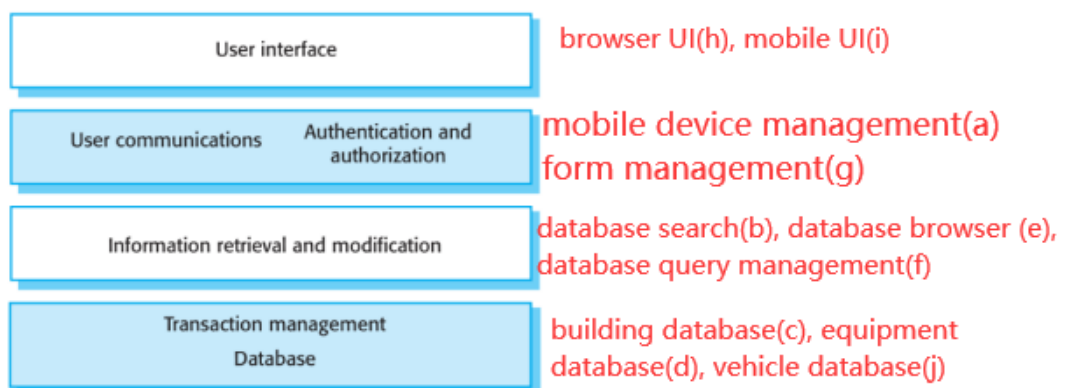 User interface
browser UI(h), mobile UI(i)
User communications
Authentication and
authorization
mobile device management(a)
form management(g)
Information retrieval and modification
database search(b), database browser (e),
database query management(f)
Transaction management
Database
building database(c), equipment
database(d), vehicle database(j)